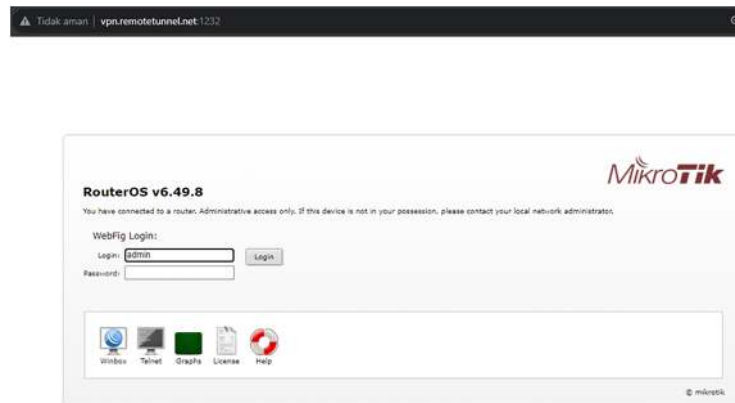 Tidak aman | vpn.remotetunnel.net:1232
MikroTik
RouterOS v6.49.8
You have connected to a router. Administrative access only. If this device is not in your possession, please contact your local network administrator.
WebFig Login:
Login: admin Login
Password:
Winbox Telnet Graphs License Help
© mikrotik